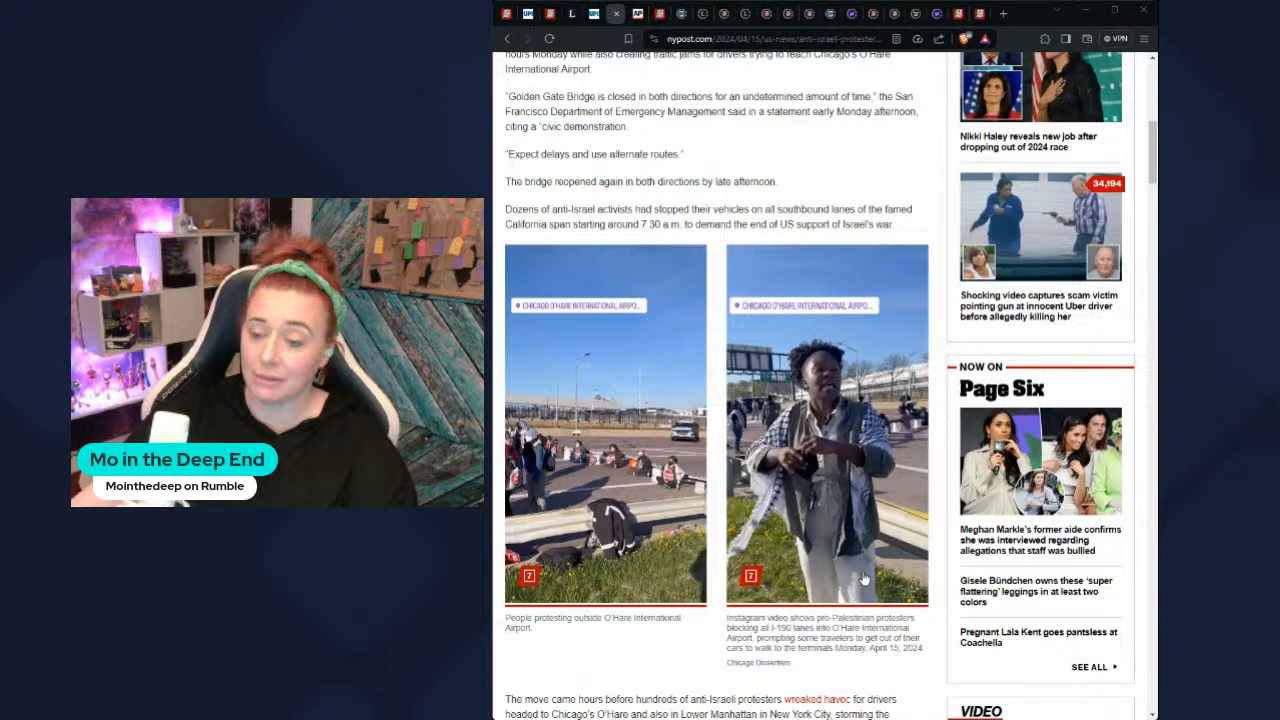 nypost.com/2024/04/15/us-news/anti-israel-protester...
VPN
hours Monday while also creating traffic jams for drivers trying to reach Chicago's O'Hare
International Airport.
"Golden Gate Bridge is closed in both directions for an undetermined amount of time," the San
Francisco Department of Emergency Management said in a statement early Monday afternoon,
citing a "civic demonstration.
"Expect delays and use alternate routes."
The bridge reopened again in both directions by late afternoon.
Dozens of anti-Israel activists had stopped their vehicles on all southbound lanes of the famed
California span starting around 7:30 a.m. to demand the end of US support of Israel's war.
CHICAGO O'HARE INTERNATIONAL AIRPO...
CHICAGO O'HARE INTERNATIONAL AIRPO...
7
7
People protesting outside O'Hare International
Airport.
Instagram video shows pro-Palestinian protesters
blocking all I-190 lanes into O'Hare International
Airport, prompting some travelers to get out of their
cars to walk to the terminals Monday, April 15, 2024.
Chicago Dissenters
The move came hours before hundreds of anti-Israeli protesters wreaked havoc for drivers
headed to Chicago's O'Hare and also in Lower Manhattan in New York City, storming the
Nikki Haley reveals new job after
dropping out of 2024 race
34,194
Shocking video captures scam victim
pointing gun at innocent Uber driver
before allegedly killing her
NOW ON
Page Six
Meghan Markle's former aide confirms
she was interviewed regarding
allegations that staff was bullied
Gisele Bündchen owns these 'super
flattering' leggings in at least two
colors
Pregnant Lala Kent goes pantsless at
Coachella
SEE ALL
VIDEO
Mo in the Deep End
Mointhedeep on Rumble